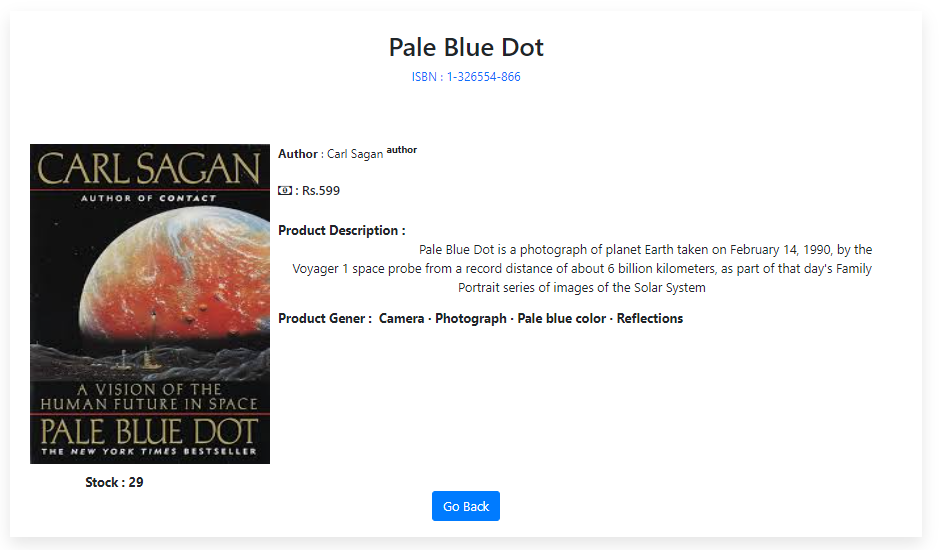 Pale Blue Dot
ISBN : 1-326554-866
CARL SAGAN
AUTHOR OF CONTACT
A VISION OF THE
HUMAN FUTURE IN SPACE
PALE BLUE DOT
THE NEW YORK TIMES BESTSELLER
Stock : 29
Author : Carl Sagan author
: Rs.599
Product Description :
Pale Blue Dot is a photograph of planet Earth taken on February 14, 1990, by the
Voyager 1 space probe from a record distance of about 6 billion kilometers, as part of that day's Family
Portrait series of images of the Solar System
Product Gener : Camera · Photograph · Pale blue color · Reflections
Go Back